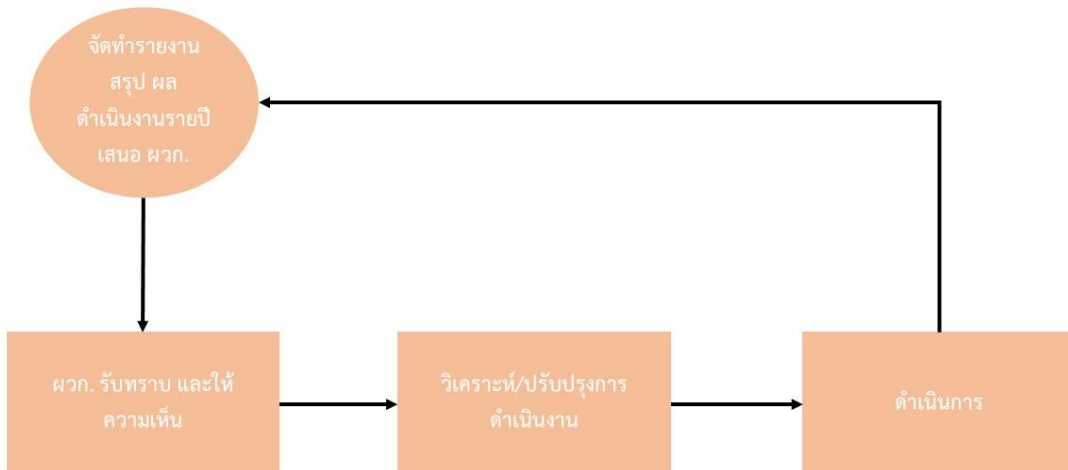 จัดทำรายงาน
สรุป ผล
ดำเนินงานรายปี
เสนอ ผวก.
ผวก. รับทราบ และให้
ความเห็น
วิเคราะห์/ปรับปรุงการ
ดำเนินงาน
ดำเนินการ